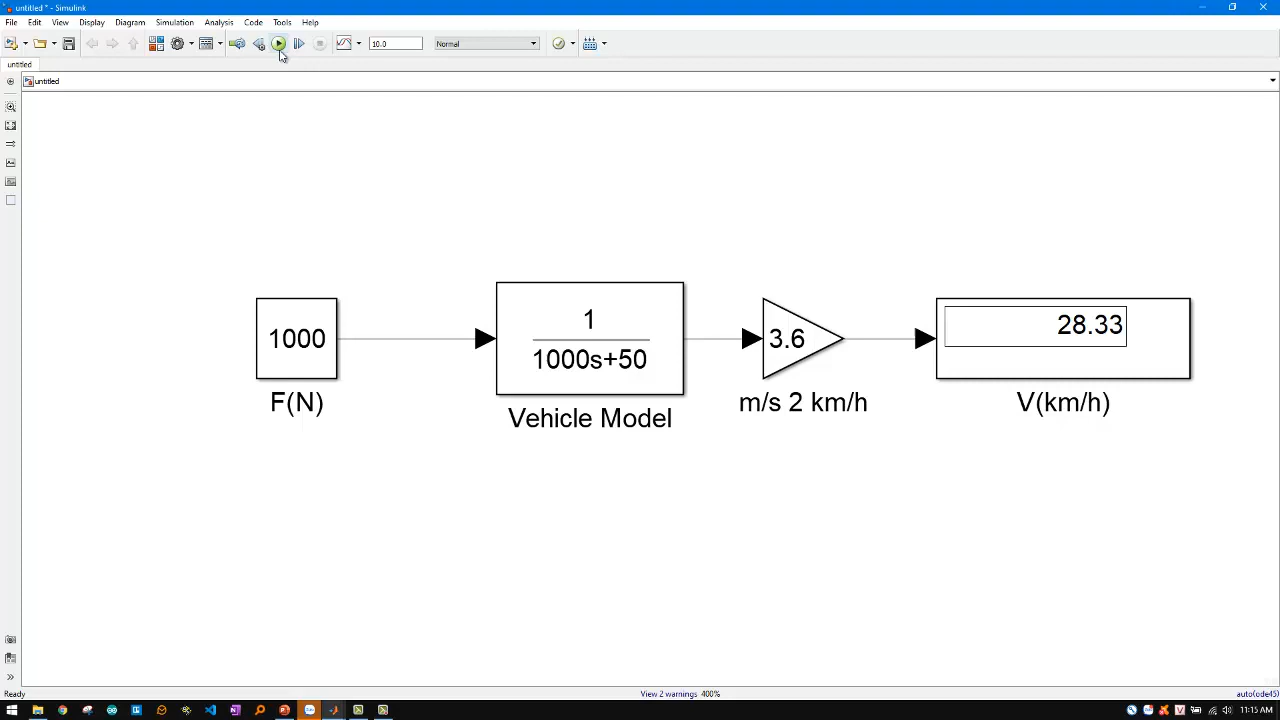 untitled * - Simulink
File Edit View Display Diagram Simulation Analysis Code Tools Help
10.0 Normal
untitled
untitled
1000
F(N)
1
1000s+50
Vehicle Model
3.6
m/s 2 km/h
28.33
V(km/h)
Ready View 2 warnings 400% auto(ode45)
11:15 AM